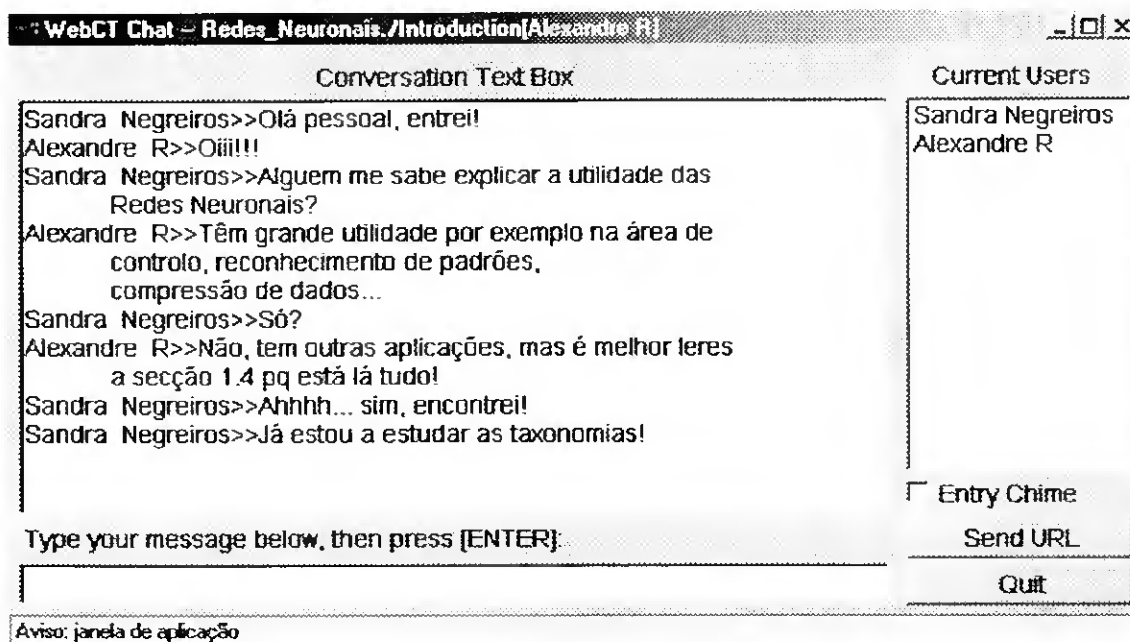 WebCT Chat – Redes_Neuronais./Introduction[Alexandre R]
Conversation Text Box
Current Users
Sandra Negreiros>>Olá pessoal, entrei!
Alexandre R>>Oiii!!!
Sandra Negreiros>>Alguem me sabe explicar a utilidade das
Redes Neuronais?
Alexandre R>>Têm grande utilidade por exemplo na área de
controlo, reconhecimento de padrões,
compressão de dados...
Sandra Negreiros>>Só?
Alexandre R>>Não, tem outras aplicações, mas é melhor leres
a secção 1.4 pq está lá tudo!
Sandra Negreiros>>Ahhhh... sim, encontrei!
Sandra Negreiros>>Já estou a estudar as taxonomias!
Sandra Negreiros
Alexandre R
Entry Chime
Type your message below, then press [ENTER]:
Send URL
Quit
Aviso: janela de aplicação